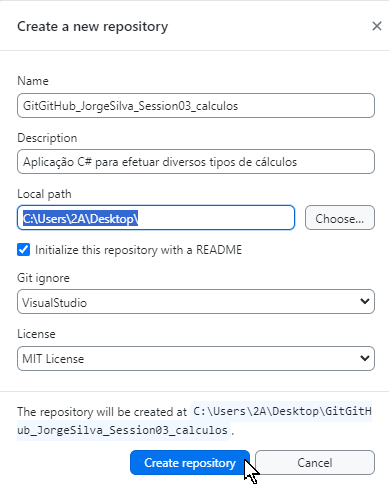 Create a new repository
Name
GitGitHub_JorgeSilva_Session03_calculos
Description
Aplicação C# para efetuar diversos tipos de cálculos
Local path
C:\Users\2A\Desktop\
Choose...
Initialize this repository with a README
Git ignore
VisualStudio
License
MIT License
The repository will be created at C:\Users\2A\Desktop\GitGitH
ub_JorgeSilva_Session03_calculos.
Create repository
Cancel